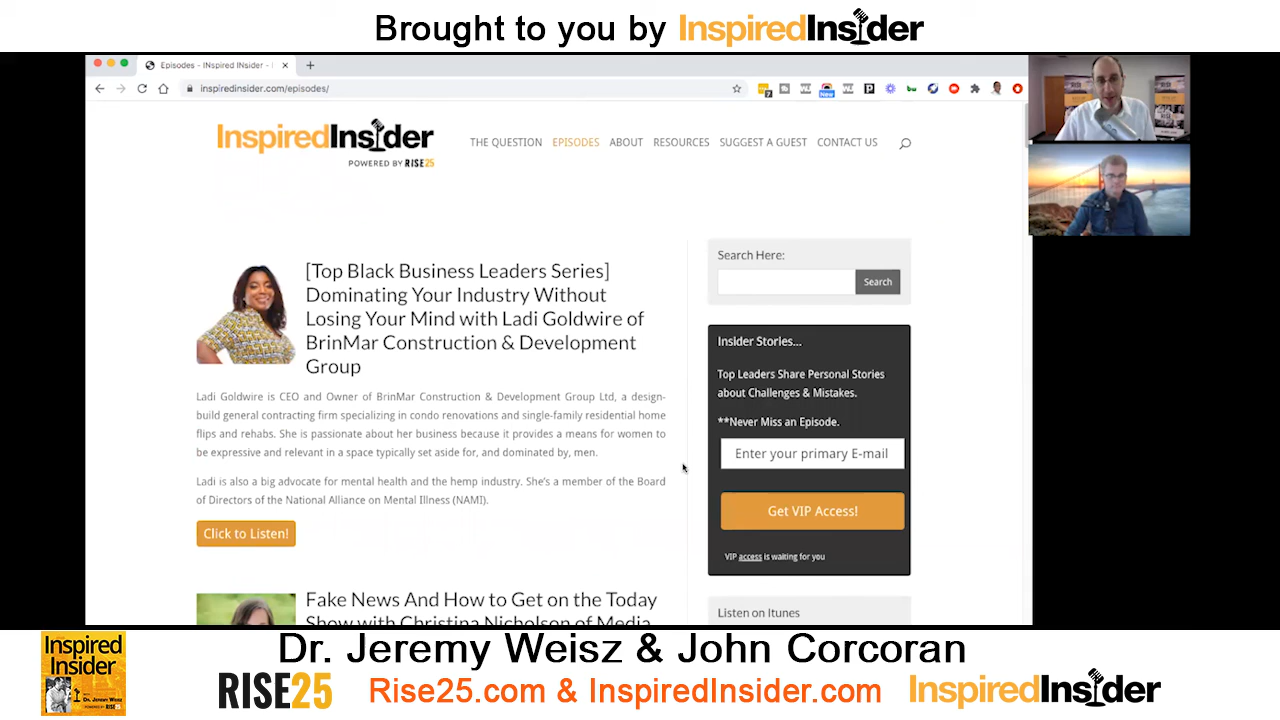 Brought to you by InspiredInsider
Episodes - INspired INsider -
inspiredinsider.com/episodes/
InspiredInsider
POWERED BY RISE25
THE QUESTION EPISODES ABOUT RESOURCES SUGGEST A GUEST CONTACT US
[Top Black Business Leaders Series]
Dominating Your Industry Without
Losing Your Mind with Ladi Goldwire of
BrinMar Construction & Development
Group
Ladi Goldwire is CEO and Owner of BrinMar Construction & Development Group Ltd, a design-
build general contracting firm specializing in condo renovations and single-family residential home
flips and rehabs. She is passionate about her business because it provides a means for women to
be expressive and relevant in a space typically set aside for, and dominated by, men.
Ladi is also a big advocate for mental health and the hemp industry. She's a member of the Board
of Directors of the National Alliance on Mental Illness (NAMI).
Click to Listen!
Fake News And How to Get on the Today
Show with Christina Nicholson of Media
Search Here:
Search
Insider Stories...
Top Leaders Share Personal Stories
about Challenges & Mistakes.
**Never Miss an Episode.
Enter your primary E-mail
Get VIP Access!
VIP access is waiting for you
Listen on Itunes
Inspired
Insider
Dr. Jeremy Weisz & John Corcoran
RISE25
Rise25.com & InspiredInsider.com
InspiredInsider